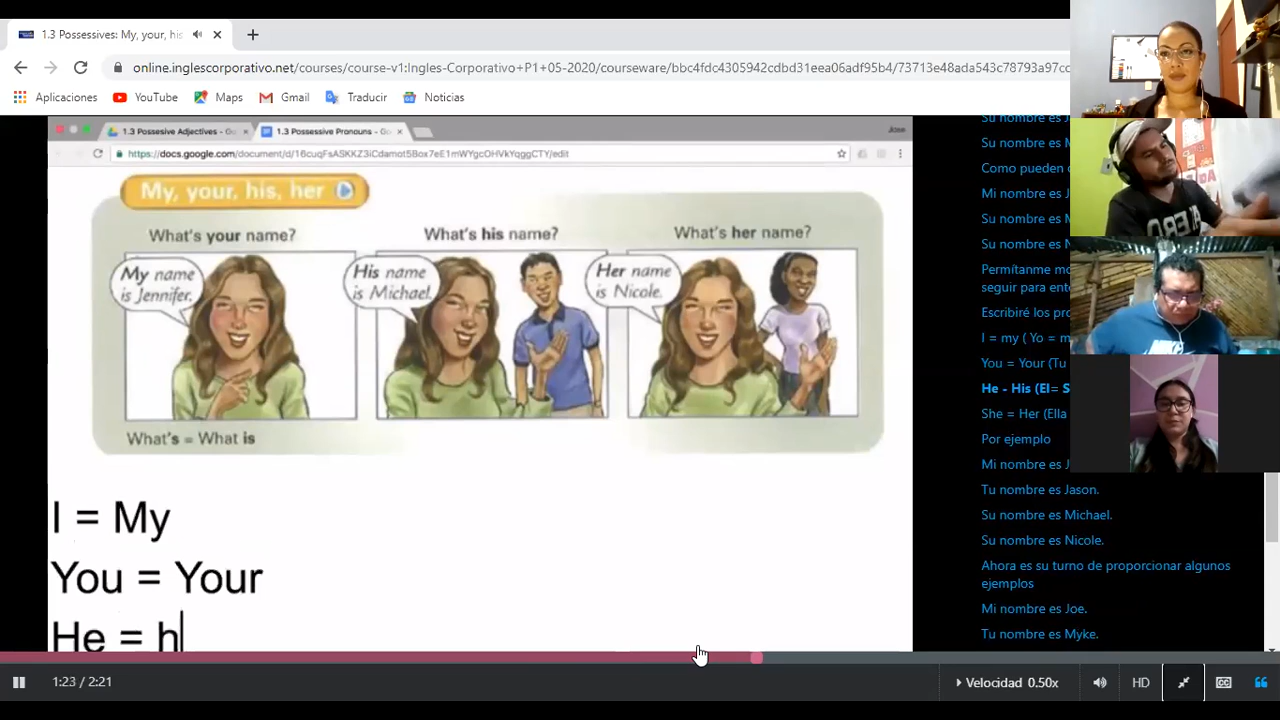 1.3 Possessives: My, your, his
online.inglescorporativo.net/courses/course-v1:Ingles-Corporativo+P1+05-2020/courseware/bbc4fdc4305942cdbd31eea06adf95b4/73713e48ada543c78793a97cc
Aplicaciones YouTube Maps Gmail Traducir Noticias
1.3 Possesive Adjectives - Go 1.3 Possessive Pronouns - Go
https://docs.google.com/document/d/
My, your, his, her
What's your name? What's his name? What's her name?
My name
is Jennifer.
His name
is Michael.
Her name
is Nicole.
What's = What is
I = My
You = Your
He = h
Su nombre es
Su nombre es
Como pueden
Mi nombre es
Su nombre es
Su nombre es
Permítanme
seguir para
Escribiré los
I = my ( Yo =
You = Your (Tu
He - His (El=
She = Her (Ella
Por ejemplo
Mi nombre es
Tu nombre es Jason.
Su nombre es Michael.
Su nombre es Nicole.
Ahora es su turno de proporcionar algunos
ejemplos
Mi nombre es Joe.
Tu nombre es Myke.
1:23 / 2:21 Velocidad 0.50x HD CC